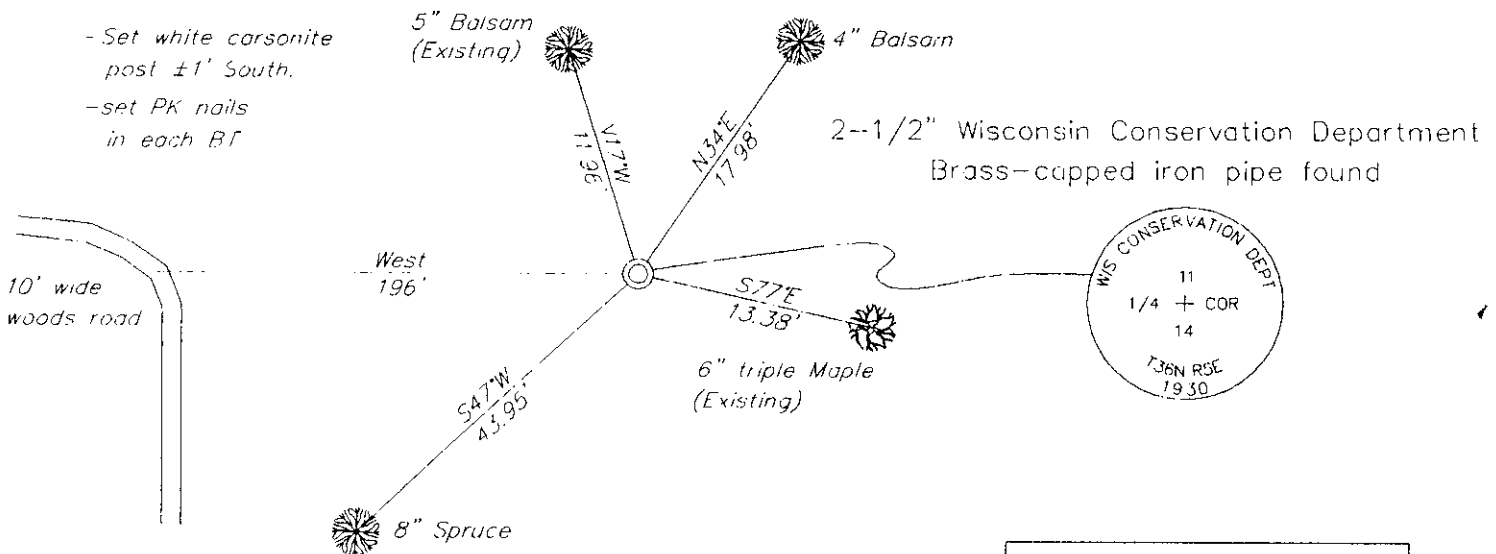 - Set white carsonite
post ±1' South.
-set PK nails
in each BT
5" Balsam
(Existing)
4" Balsam
N17°W
11.96'
N34°E
17.98'
2-1/2" Wisconsin Conservation Department
Brass-capped iron pipe found
10' wide
woods road
West
196'
S77°E
13.38'
6" triple Maple
(Existing)
S47°W
43.95'
8" Spruce
WIS CONSERVATION DEPT
11
1/4 + COR
14
T36N R5E
1930